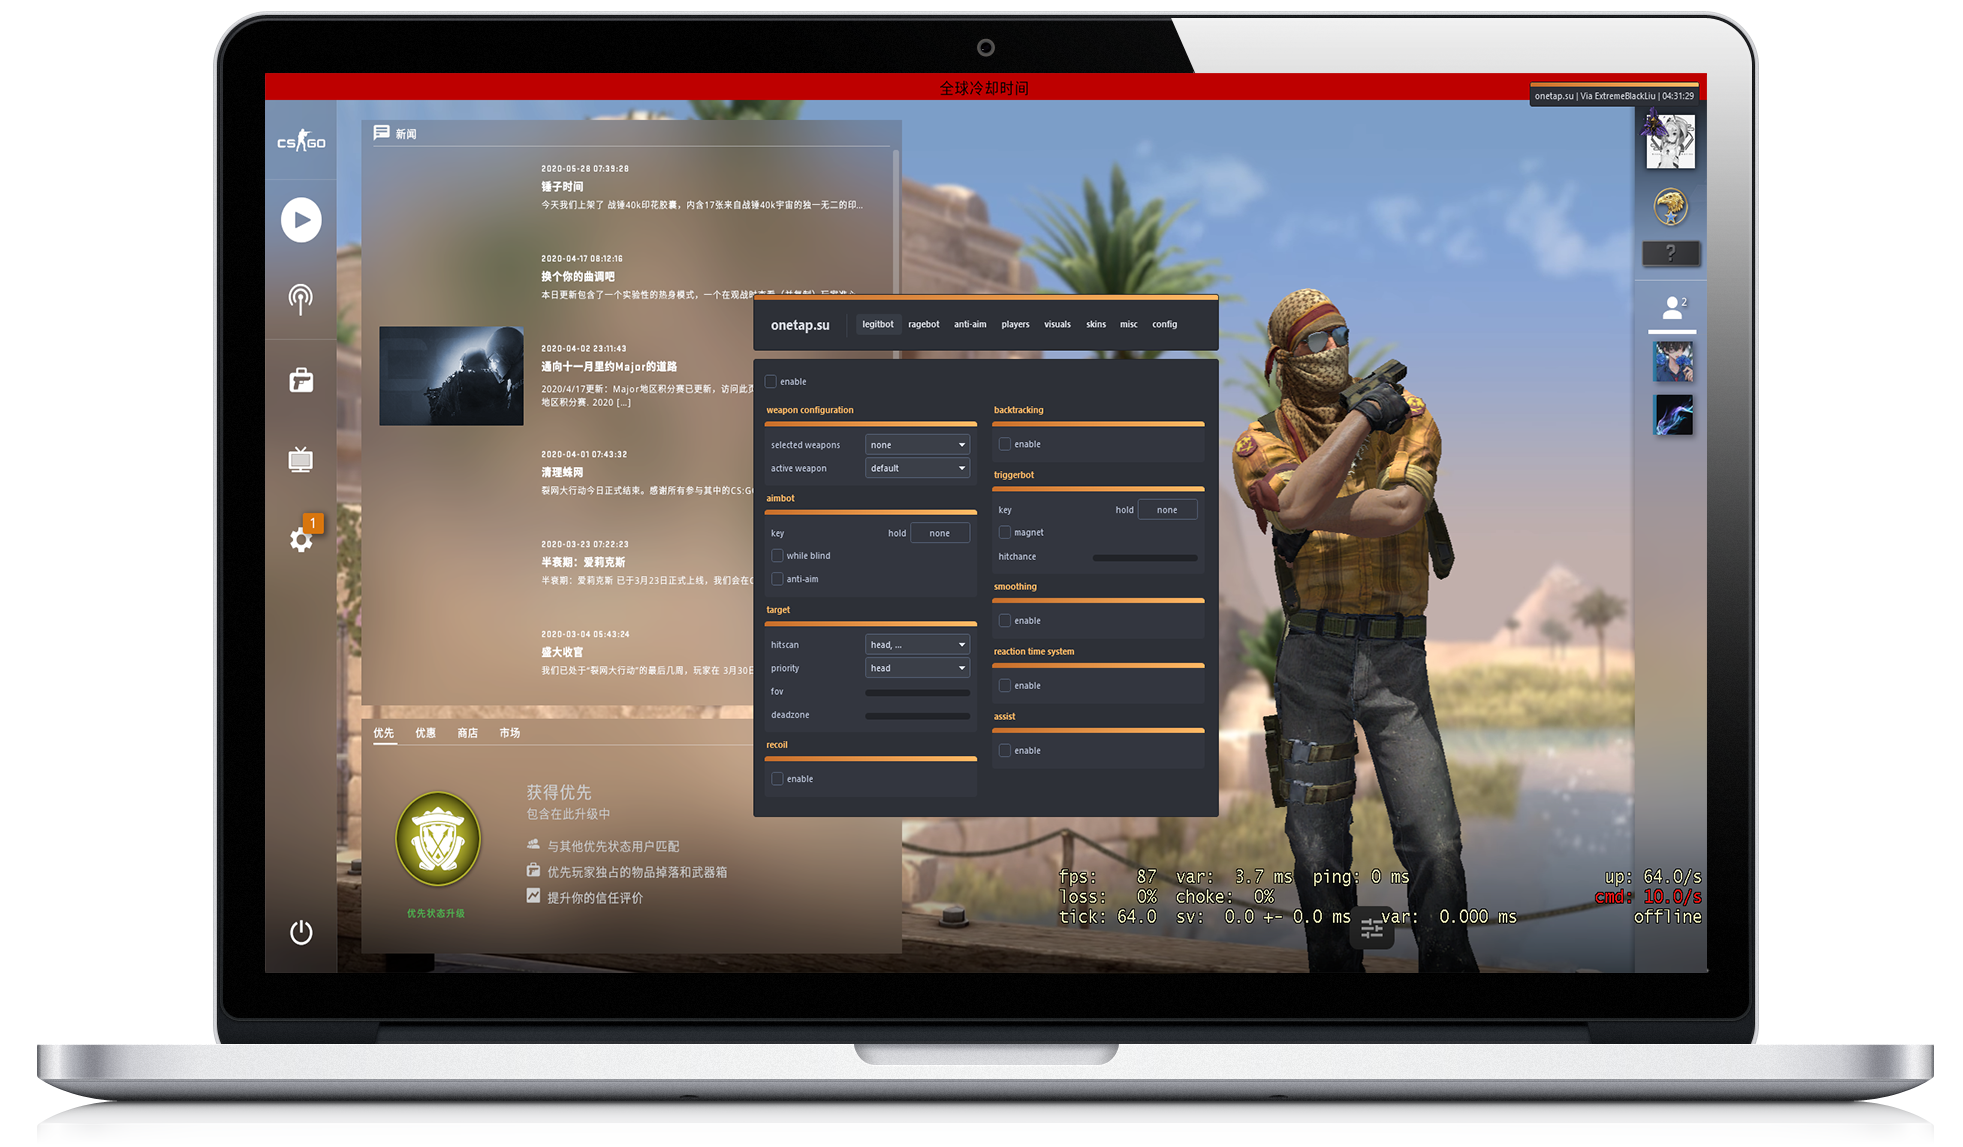 全球冷却时间
onetap.su | Via ExtremeBlackLiu | 04:31:29
CS GO
新闻
2020-05-28 07:39:28
锤子时间
今天我们上架了 战锤40k印花胶囊，内含17张来自战锤40k宇宙的独一无二的印...
2020-04-17 08:12:16
换个你的曲调吧
本日更新包含了一个实验性的热身模式，一个在观战时
2020-04-02 23:11:43
通向十一月里约Major的道路
2020/4/17更新：Major地区积分赛已更新，访问此页
地区积分赛. 2020 [...]
2020-04-01 07:43:32
清理蛛网
裂网大行动今日正式结束。感谢所有参与其中的CS:G
2020-03-23 07:22:23
半衰期：爱莉克斯
半衰期：爱莉克斯 已于3月23日正式上线，我们会在
2020-03-04 05:43:24
盛大收官
我们已处于“裂网大行动”的最后几周，玩家在 3月30日
1
优先 优惠 商店 市场
获得优先
包含在此升级中
与其他优先状态用户匹配
优先玩家独占的物品掉落和武器箱
提升你的信任评价
优先状态升级
onetap.su legitbot ragebot anti-aim players visuals skins misc config
enable
weapon configuration
selected weapons none
active weapon default
aimbot
key hold none
while blind
anti-aim
target
hitscan head, ...
priority head
fov
deadzone
recoil
enable
backtracking
enable
triggerbot
key hold none
magnet
hitchance
smoothing
enable
reaction time system
enable
assist
enable
?
2
fps: 87 var: 3.7 ms ping: 0 ms up: 64.0/s
loss: 0% choke: 0% cmd: 10.0/s
tick: 64.0 sv: 0.0 +- 0.0 ms var: 0.000 ms offline